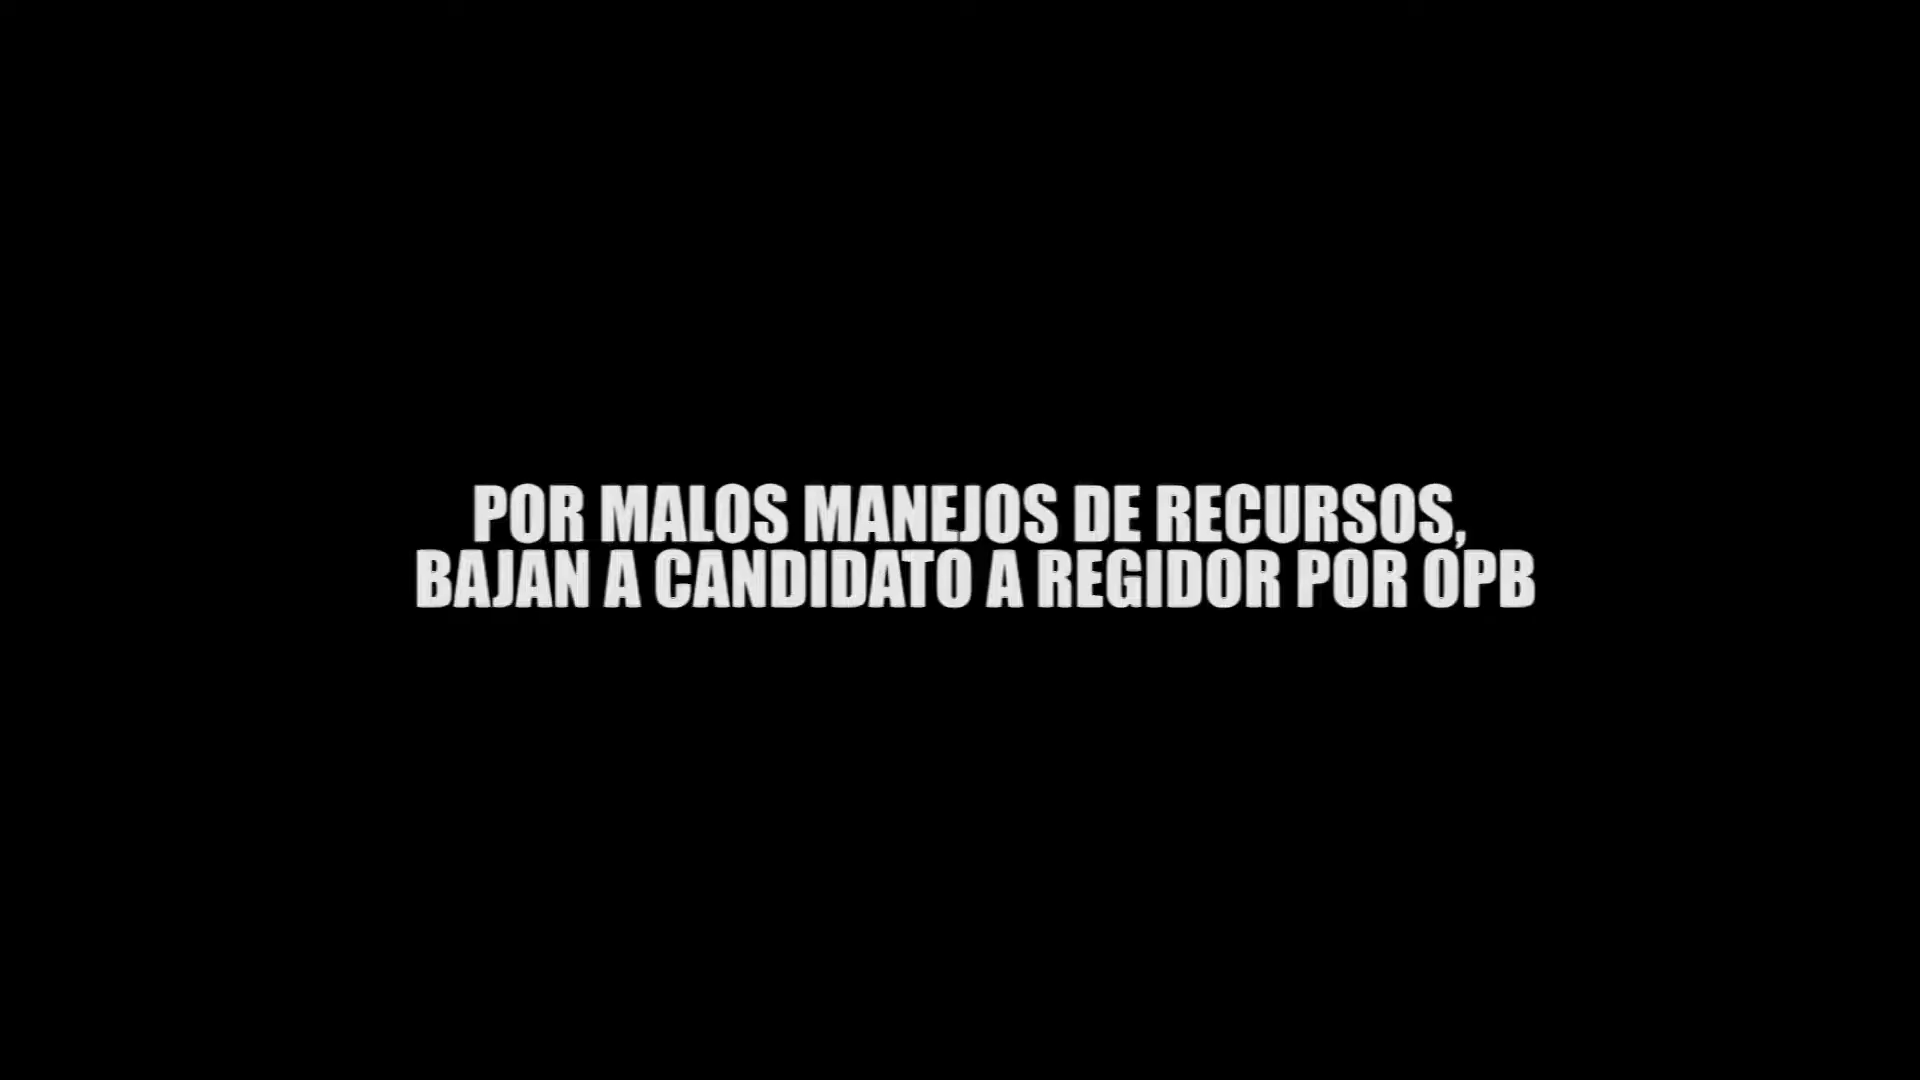 POR MALOS MANEJOS DE RECURSOS,
BAJAN A CANDIDATO A REGIDOR POR OPB